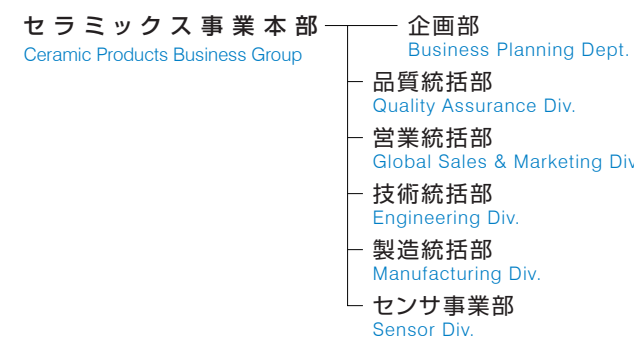 セラミックス事業本部
Ceramic Products Business Group
企画部
Business Planning Dept.
品質統括部
Quality Assurance Div.
営業統括部
Global Sales & Marketing Div
技術統括部
Engineering Div.
製造統括部
Manufacturing Div.
センサ事業部
Sensor Div.